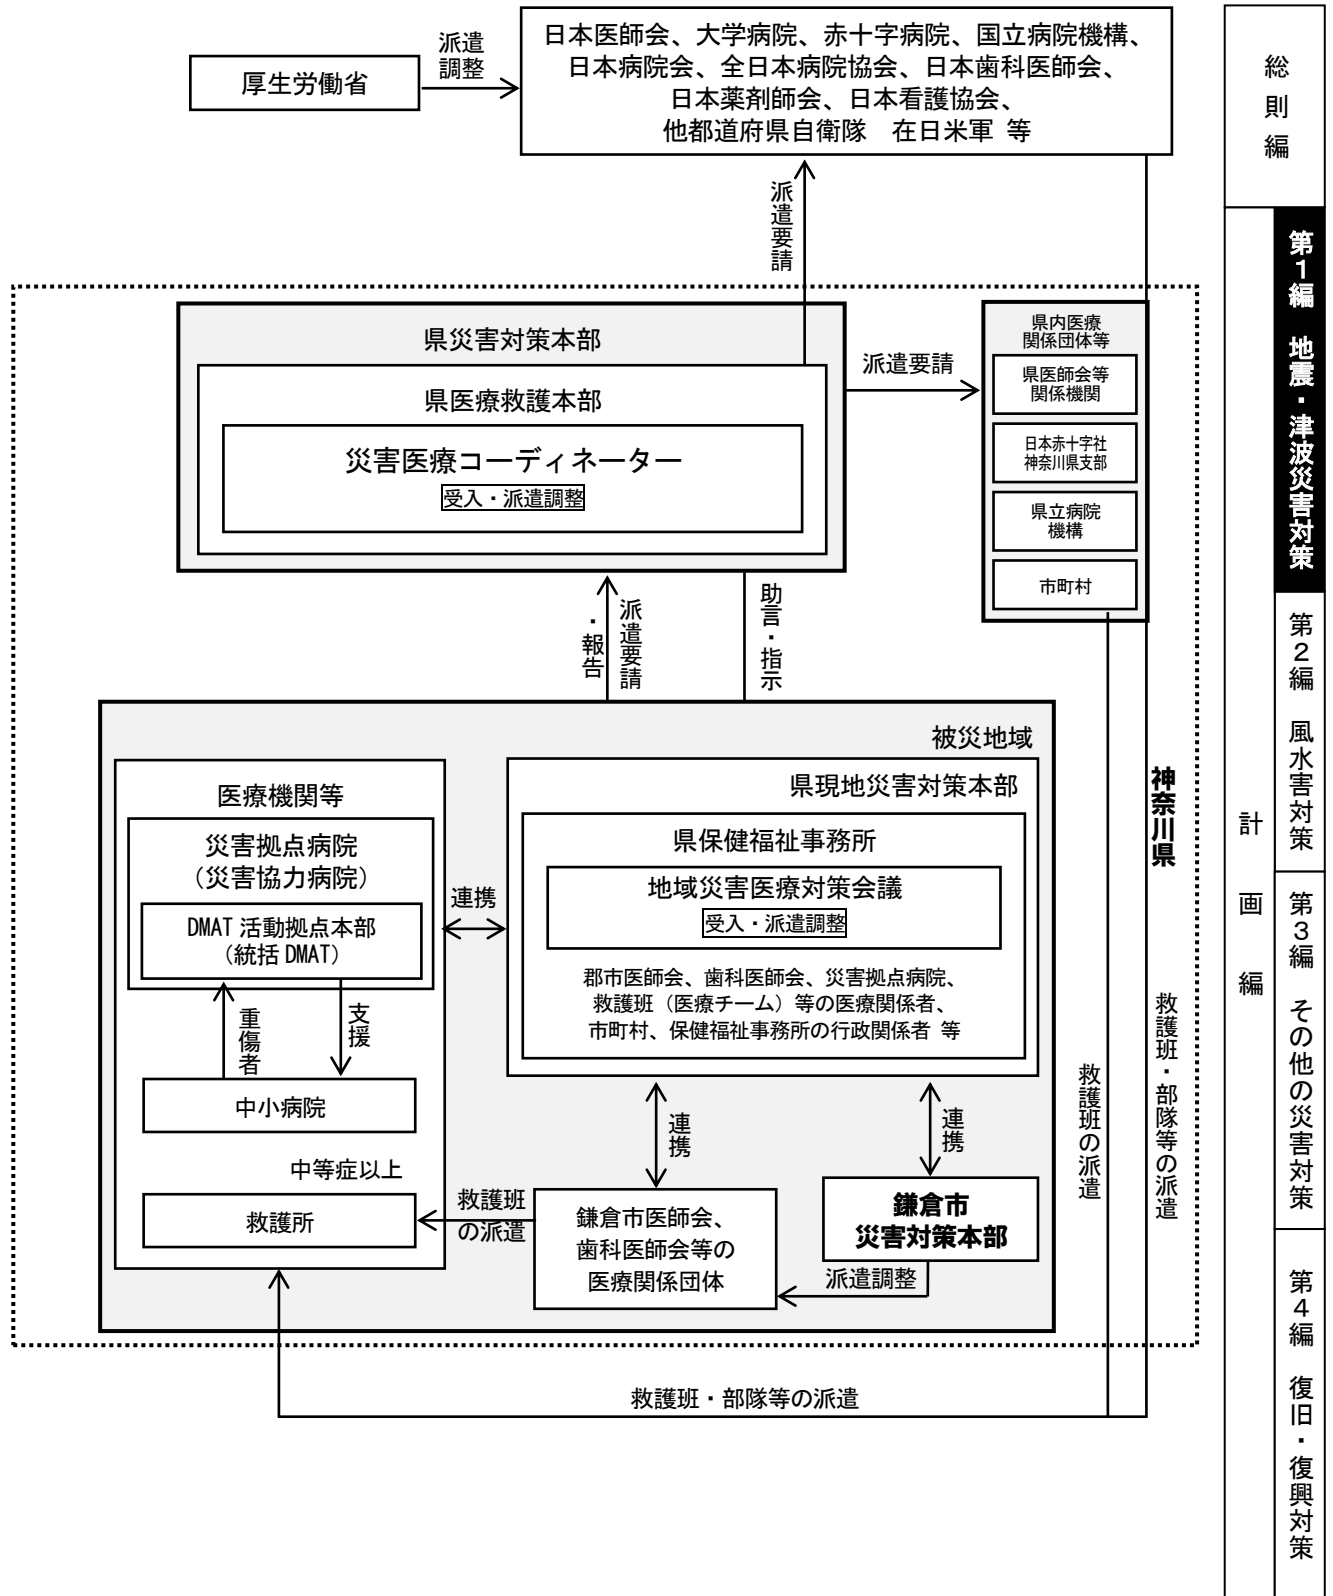 厚生労働省
派遣
調整
日本医師会、大学病院、赤十字病院、国立病院機構、
日本病院会、全日本病院協会、日本歯科医師会、
日本薬剤師会、日本看護協会、
他都道府県自衛隊　在日米軍 等
派遣要請
県災害対策本部
県医療救護本部
災害医療コーディネーター
受入・派遣調整
派遣要請
県内医療
関係団体等
県医師会等
関係機関
日本赤十字社
神奈川県支部
県立病院
機構
市町村
派遣要請
・報告
助言・指示
被災地域
医療機関等
災害拠点病院
（災害協力病院）
DMAT 活動拠点本部
（統括 DMAT）
重傷者
支援
中小病院
中等症以上
救護所
連携
県現地災害対策本部
県保健福祉事務所
地域災害医療対策会議
受入・派遣調整
郡市医師会、歯科医師会、災害拠点病院、
救護班（医療チーム）等の医療関係者、
市町村、保健福祉事務所の行政関係者 等
連携
連携
救護班
の派遣
鎌倉市医師会、
歯科医師会等の
医療関係団体
鎌倉市
災害対策本部
派遣調整
神奈川県
救護班の派遣
救護班・部隊等の派遣
救護班・部隊等の派遣
総則編
計画編
第1編　地震・津波災害対策
第2編　風水害対策
第3編　その他の災害対策
第4編　復旧・復興対策